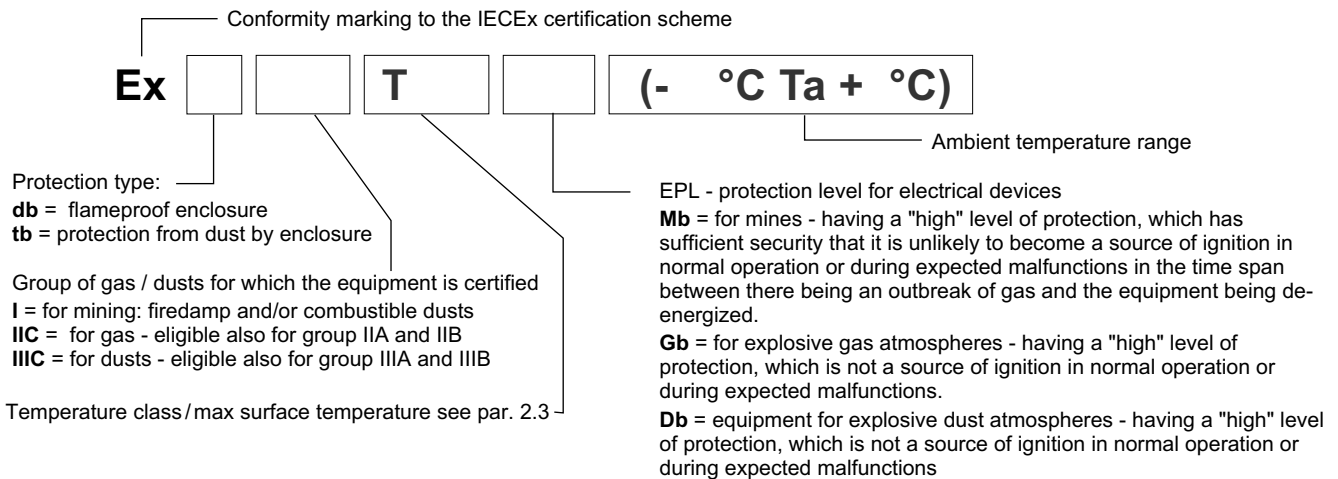 Conformity marking to the IECEx certification scheme
Ex T (- °C Ta + °C)
Ambient temperature range
Protection type:
db = flameproof enclosure
tb = protection from dust by enclosure
Group of gas / dusts for which the equipment is certified
I = for mining: firedamp and/or combustible dusts
IIC = for gas - eligible also for group IIA and IIB
IIIC = for dusts - eligible also for group IIIA and IIIB
Temperature class/max surface temperature see par. 2.3
EPL - protection level for electrical devices
Mb = for mines - having a "high" level of protection, which has
sufficient security that it is unlikely to become a source of ignition in
normal operation or during expected malfunctions in the time span
between there being an outbreak of gas and the equipment being de-
energized.
Gb = for explosive gas atmospheres - having a "high" level of
protection, which is not a source of ignition in normal operation or
during expected malfunctions.
Db = equipment for explosive dust atmospheres - having a "high" level
of protection, which is not a source of ignition in normal operation or
during expected malfunctions